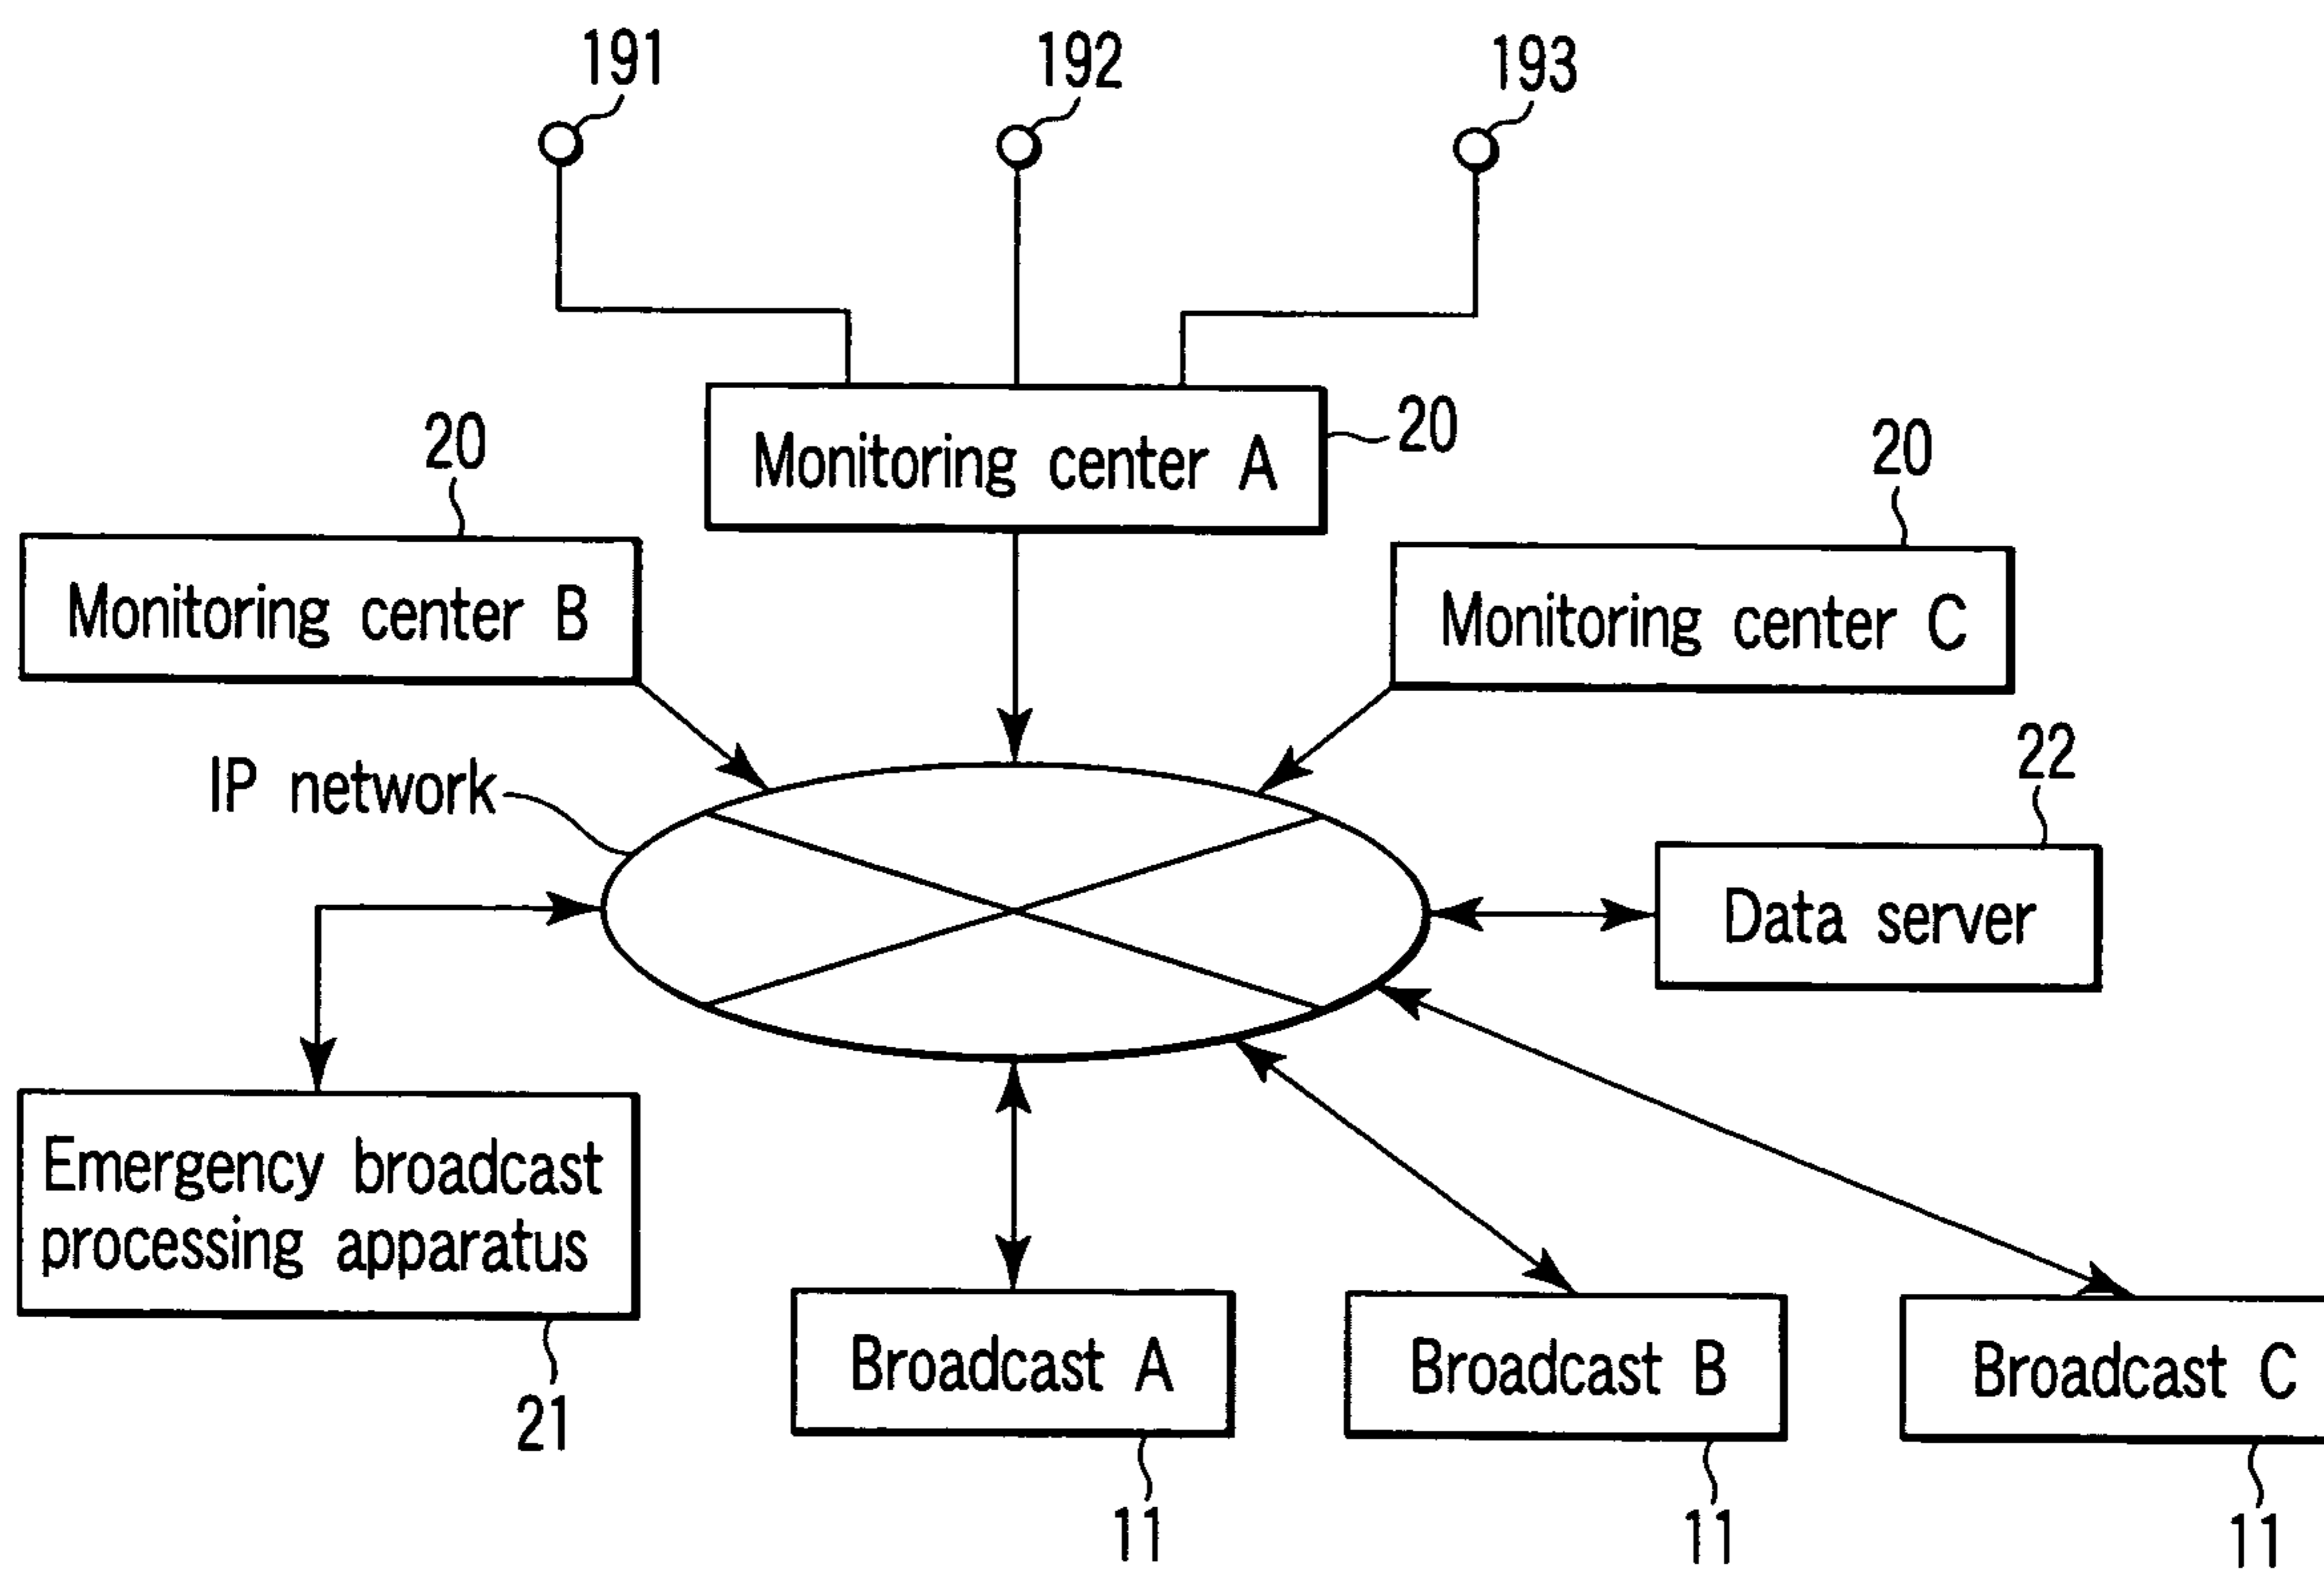 191
192
193
20
Monitoring center A
20
20
Monitoring center B
Monitoring center C
IP network
22
Data server
Emergency broadcast
processing apparatus
21
Broadcast A
Broadcast B
Broadcast C
11
11
11